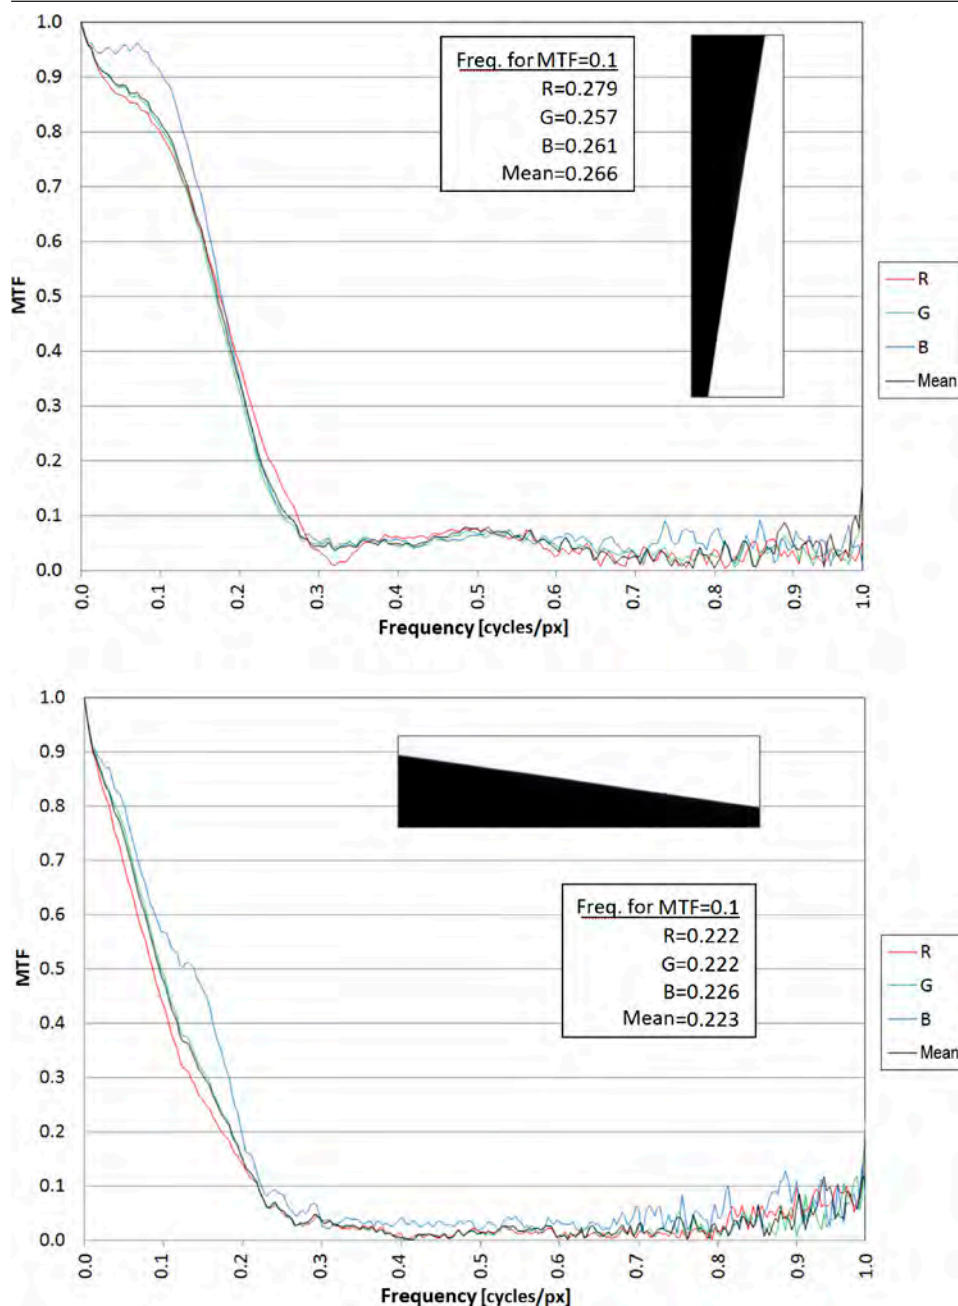 1.0
0.9
0.8
0.7
0.6
0.5
0.4
0.3
0.2
0.1
0.0
MTF
Freq. for MTF=0.1
R=0.279
G=0.257
B=0.261
Mean=0.266
R
G
B
Mean
0.0
0.1
0.2
0.3
0.4
0.5
0.6
0.7
0.8
0.9
1.0
Frequency [cycles/px]
1.0
0.9
0.8
0.7
0.6
0.5
0.4
0.3
0.2
0.1
0.0
MTF
Freq. for MTF=0.1
R=0.222
G=0.222
B=0.226
Mean=0.223
R
G
B
Mean
0.0
0.1
0.2
0.3
0.4
0.5
0.6
0.7
0.8
0.9
1.0
Frequency [cycles/px]